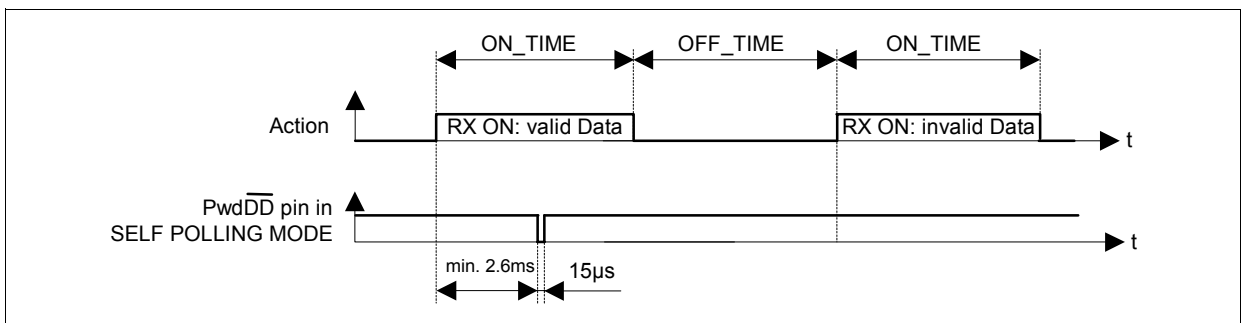 ON_TIME OFF_TIME ON_TIME
Action RX ON: valid Data RX ON: invalid Data t
PwdD̅D̅ pin in
SELF POLLING MODE t
min. 2.6ms 15µs